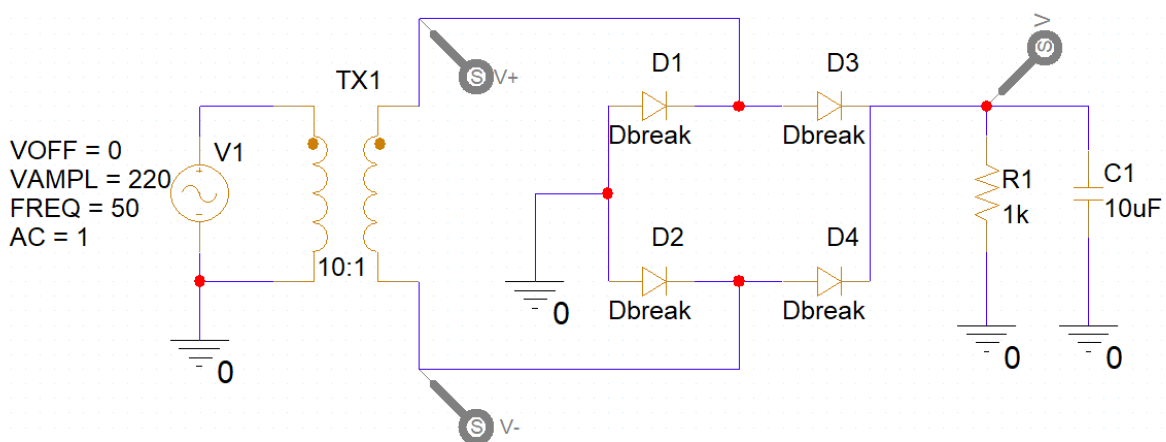 V
TX1
V+
D1
D3
Dbreak
Dbreak
VOFF = 0
VAMPL = 220
FREQ = 50
AC = 1
V1
R1
1k
C1
10uF
10:1
D2
D4
Dbreak
Dbreak
0
0
0
0
V-
S
S
S